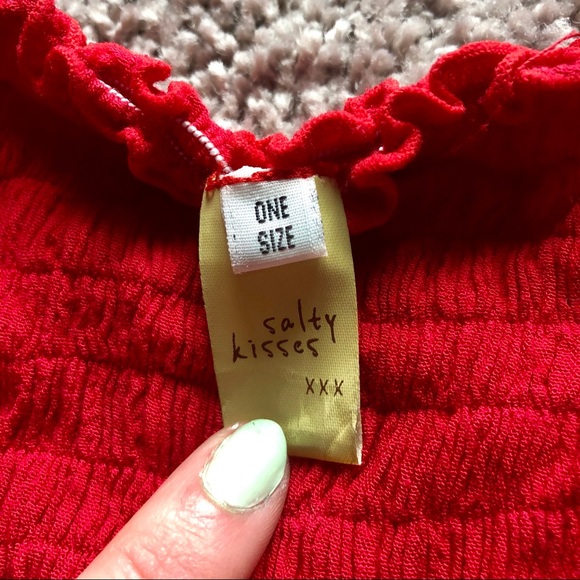 ONE
SIZE
salty
kisses
xxx